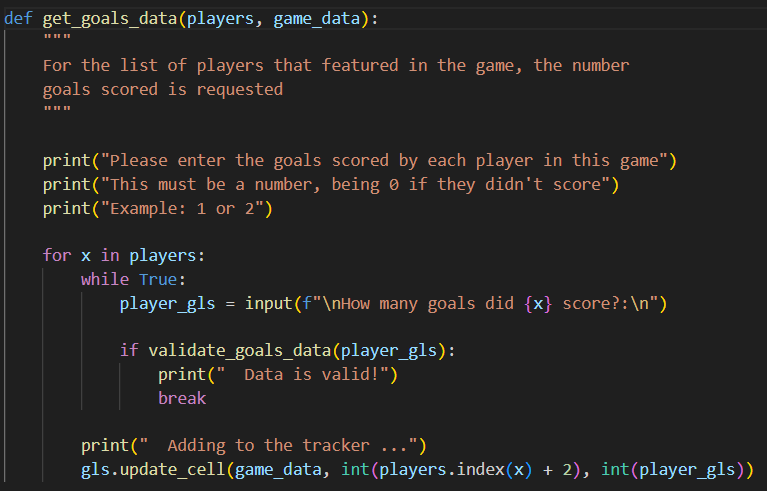 def get_goals_data(players, game_data):
    """
    For the list of players that featured in the game, the number
    goals scored is requested
    """
    print("Please enter the goals scored by each player in this game")
    print("This must be a number, being 0 if they didn't score")
    print("Example: 1 or 2")
    for x in players:
        while True:
            player_gls = input(f"\nHow many goals did {x} score?:\n")
            if validate_goals_data(player_gls):
                print("  Data is valid!")
                break
        print("  Adding to the tracker ...")
        gls.update_cell(game_data, int(players.index(x) + 2), int(player_gls))